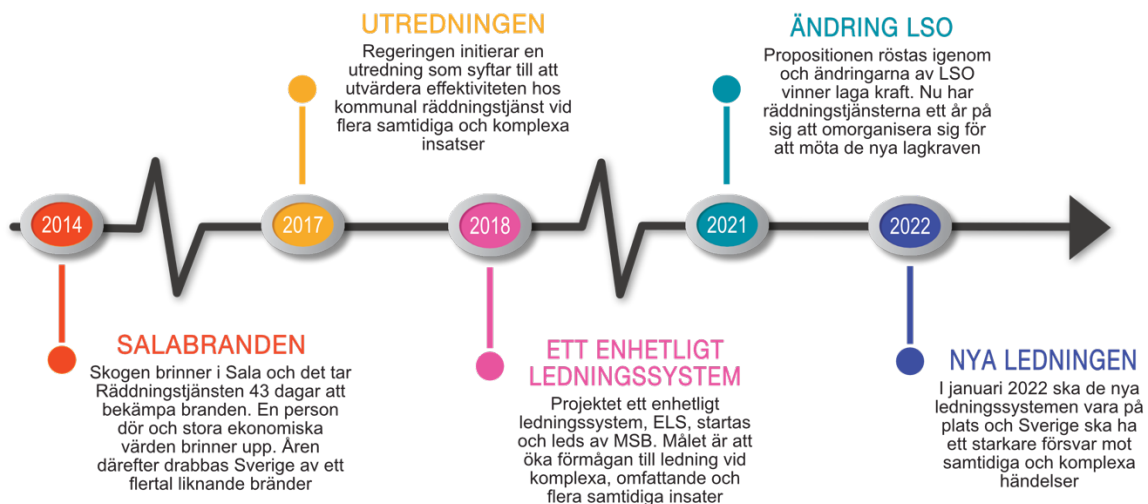 2014
SALABRANDEN
Skogen brinner i Sala och det tar
Räddningstjänsten 43 dagar att
bekämpa branden. En person
dör och stora ekonomiska
värden brinner upp. Åren
därefter drabbas Sverige av ett
flertal liknande bränder
UTREDNINGEN
Regeringen initierar en
utredning som syftar till att
utvärdera effektiviteten hos
kommunal räddningstjänst vid
flera samtidiga och komplexa
insatser
2017
2018
ETT ENHETLIGT
LEDNINGSSYSTEM
Projektet ett enhetligt
ledningssystem, ELS, startas
och leds av MSB. Målet är att
öka förmågan till ledning vid
komplexa, omfattande och
flera samtidiga insater
ÄNDRING LSO
Propositionen röstas igenom
och ändringarna av LSO
vinner laga kraft. Nu har
räddningstjänsterna ett år på
sig att omorganisera sig för
att möta de nya lagkraven
2021
2022
NYA LEDNINGEN
I januari 2022 ska de nya
ledningssystemen vara på
plats och Sverige ska ha
ett starkare försvar mot
samtidiga och komplexa
händelser